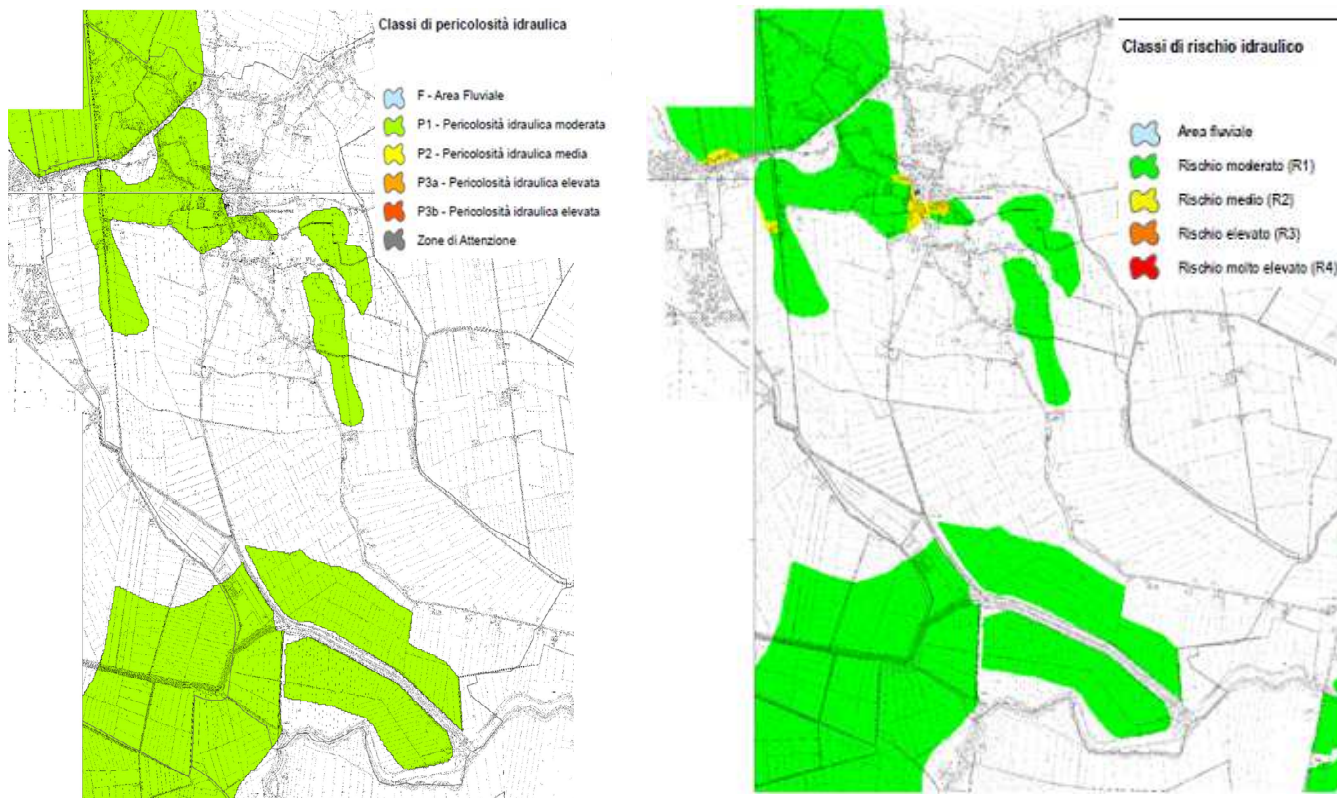 Classi di pericolosità idraulica
F - Area Fluviale
P1 - Pericolosità idraulica moderata
P2 - Pericolosità idraulica media
P3a - Pericolosità idraulica elevata
P3b - Pericolosità idraulica elevata
Zone di Attenzione
Classi di rischio idraulico
Area fluviale
Rischio moderato (R1)
Rischio medio (R2)
Rischio elevato (R3)
Rischio molto elevato (R4)